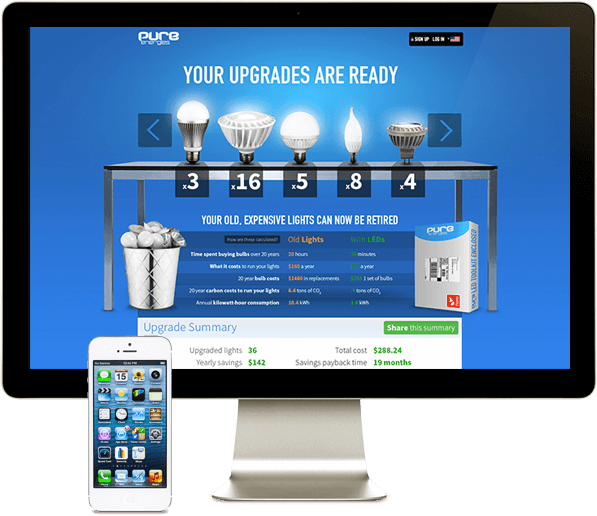 pure
energies
SIGN UP LOG IN
YOUR UPGRADES ARE READY
x3 x16 x5 x8 x4
YOUR OLD, EXPENSIVE LIGHTS CAN NOW BE RETIRED
How are these calculated? Old Lights With LEDs
Time spent buying bulbs over 20 years 20 hours minutes
What it costs to run your lights a year a year
20 year bulb costs in replacements 1 set of bulbs
20 year carbon costs to run your lights 6.4 tons of CO2 tons of CO2
Annual kilowatt-hour consumption kWh kWh
pure
energies
Upgrade Summary
Share this summary
Upgraded lights 36 Total cost $288.24
Yearly savings $142 Savings payback time 19 months